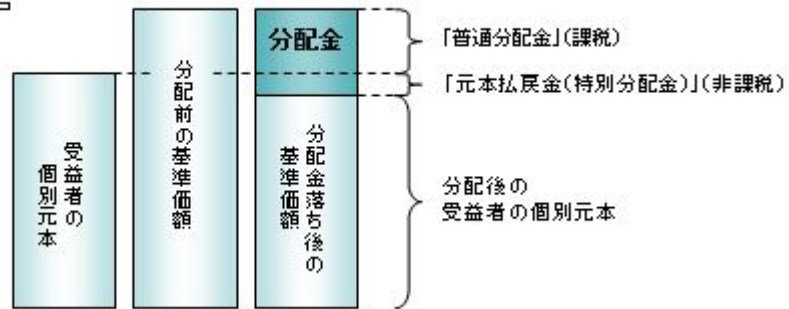 受益者の
個別元本
分配前の基準価額
分配金
分配金落ち後の
基準価額
「普通分配金」(課税)
「元本払戻金(特別分配金)」(非課税)
分配後の
受益者の個別元本